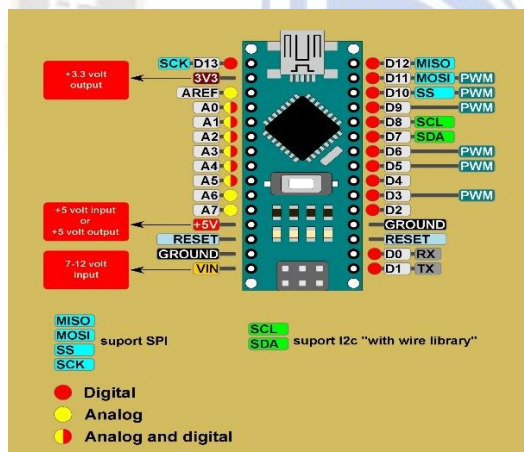 SCK D13
+3.3 volt
output
3V3
AREF
A0
A1
A2
A3
A4
A5
A6
A7
+5 volt input
or
+5 volt output
+5V
RESET
GROUND
7-12 volt
input
VIN
D12 MISO
D11 MOSI PWM
D10 SS PWM
D9 PWM
D8 SCL
D7 SDA
D6 PWM
D5 PWM
D4
D3 PWM
D2
GROUND
RESET
D0 RX
D1 TX
MISO
MOSI
SS
SCK
suport SPI
SCL
SDA
suport I2c "with wire library"
Digital
Analog
Analog and digital